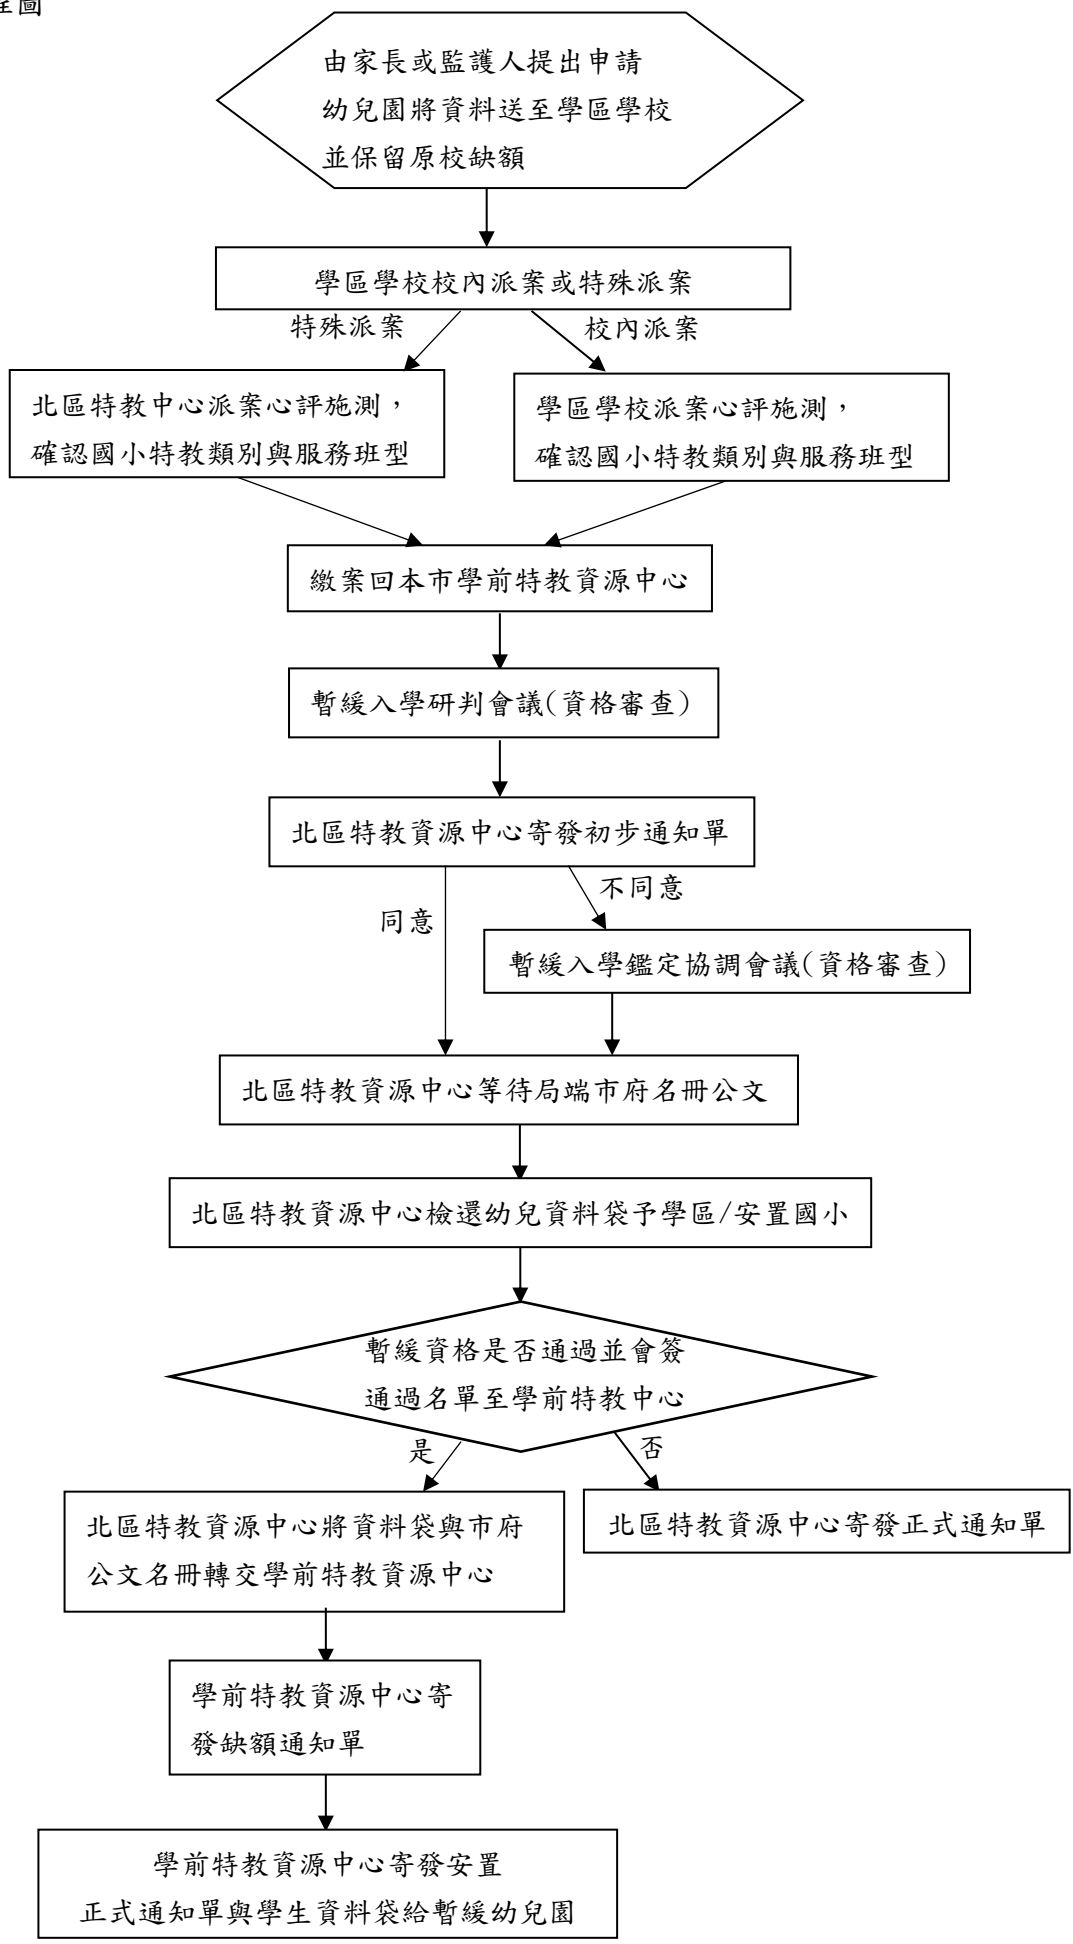 圖
由家長或監護人提出申請
幼兒園將資料送至學區學校
並保留原校缺額
學區學校校內派案或特殊派案
特殊派案
校內派案
北區特教中心派案心評施測，
確認國小特教類別與服務班型
學區學校派案心評施測，
確認國小特教類別與服務班型
繳案回本市學前特教資源中心
暫緩入學研判會議(資格審查)
北區特教資源中心寄發初步通知單
不同意
同意
暫緩入學鑑定協調會議(資格審查)
北區特教資源中心等待局端市府名冊公文
北區特教資源中心檢還幼兒資料袋予學區/安置國小
暫緩資格是否通過並會簽
通過名單至學前特教中心
是
否
北區特教資源中心將資料袋與市府
公文名冊轉交學前特教資源中心
北區特教資源中心寄發正式通知單
學前特教資源中心寄
發缺額通知單
學前特教資源中心寄發安置
正式通知單與學生資料袋給暫緩幼兒園